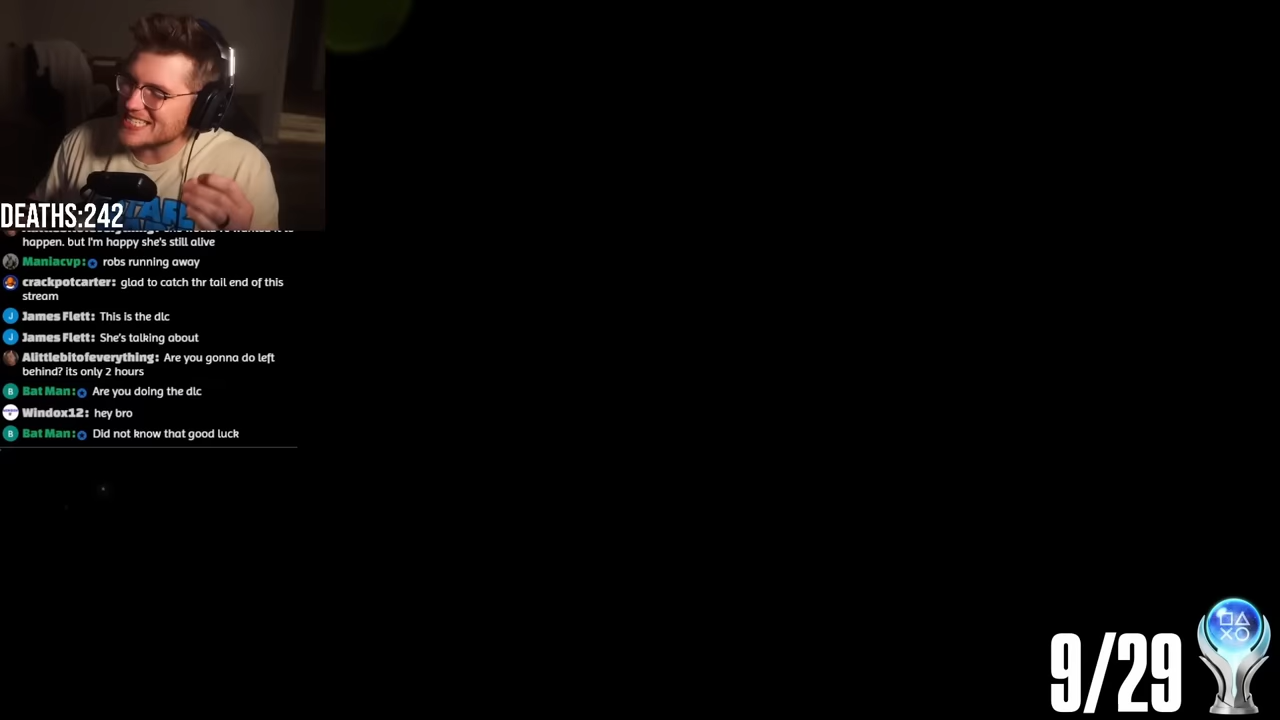 DEATHS:242
happen. but I'm happy she's still alive
Maniacvp: robs running away
crackpotcarter: glad to catch thr tail end of this
stream
James Flett: This is the dlc
James Flett: She's talking about
Alittlebitofeverything: Are you gonna do left
behind? its only 2 hours
B Bat Man: Are you doing the dlc
Windox12: hey bro
B Bat Man: Did not know that good luck
9/29